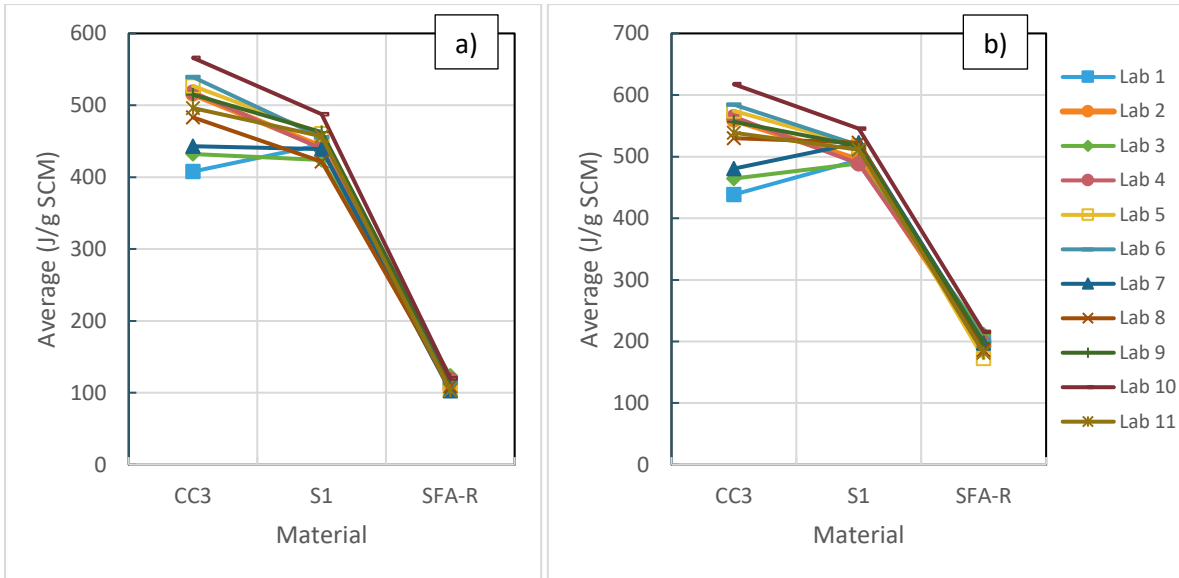 a)
600
500
400
300
200
100
0
Average (J/g SCM)
CC3 S1 SFA-R
Material
b)
700
600
500
400
300
200
100
0
Average (J/g SCM)
CC3 S1 SFA-R
Material
Lab 1
Lab 2
Lab 3
Lab 4
Lab 5
Lab 6
Lab 7
Lab 8
Lab 9
Lab 10
Lab 11